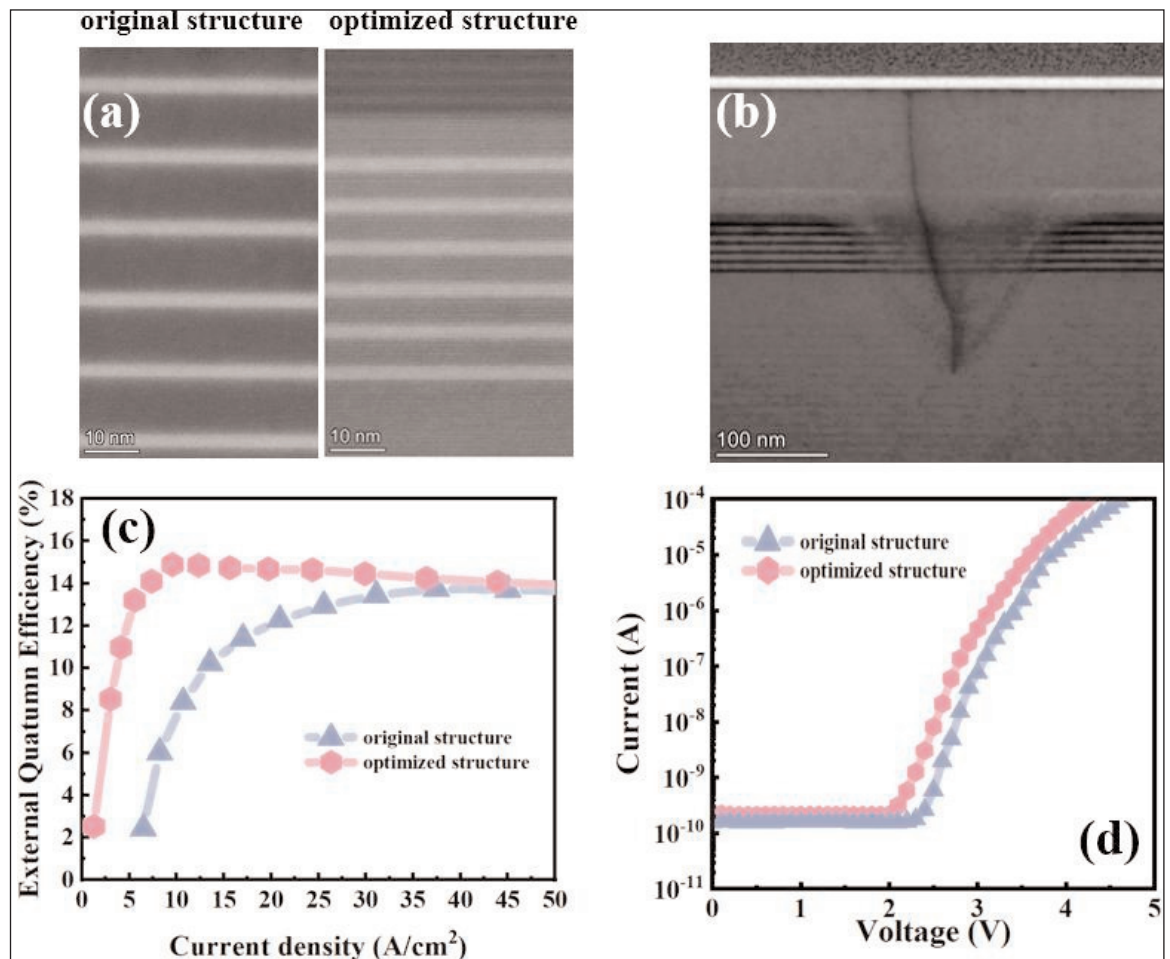 original structure
optimized structure
(a)
10 nm
10 nm
(b)
100 nm
External Quatumn Efficiency (%)
18
16
14
12
10
8
6
4
2
0
(c)
original structure
optimized structure
0 5 10 15 20 25 30 35 40 45 50
Current density (A/cm²)
Current (A)
10⁻⁴
10⁻⁵
10⁻⁶
10⁻⁷
10⁻⁸
10⁻⁹
10⁻¹⁰
10⁻¹¹
original structure
optimized structure
(d)
0 1 2 3 4 5
Voltage (V)